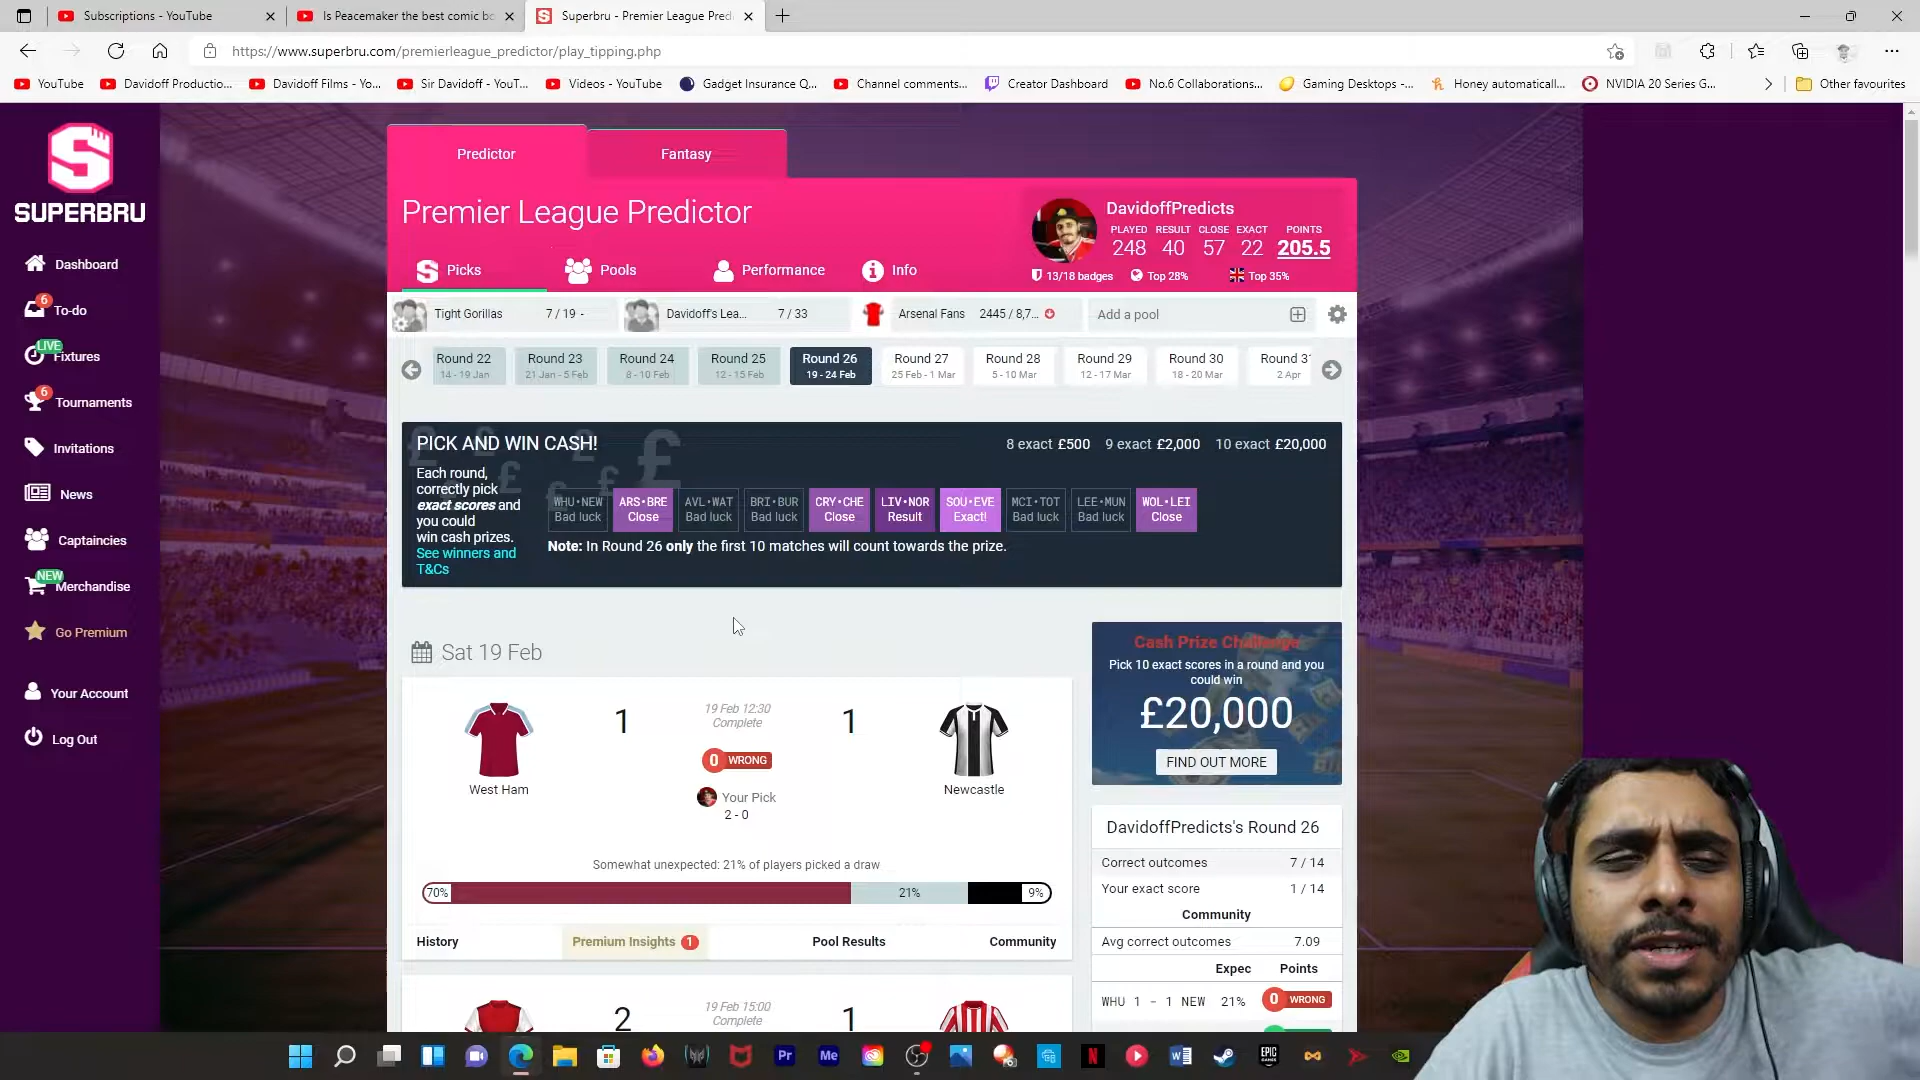 Subscriptions - YouTube
Is Peacemaker the best comic bo
Superbru - Premier League Pred
https://www.superbru.com/premierleague_predictor/play_tipping.php
YouTube
Davidoff Productio...
Davidoff Films - Yo...
Sir Davidoff - YouT...
Videos - YouTube
Gadget Insurance Q...
Channel comments...
Creator Dashboard
No.6 Collaborations...
Gaming Desktops -...
Honey automaticall...
NVIDIA 20 Series G...
Other favourites
S
SUPERBRU
Dashboard
6
To-do
LIVE
Fixtures
6
Tournaments
Invitations
News
Captaincies
NEW
Merchandise
Go Premium
Your Account
Log Out
Predictor
Fantasy
Premier League Predictor
DavidoffPredicts
PLAYED RESULT CLOSE EXACT POINTS
248 40 57 22 205.5
13/18 badges
Top 28%
Top 35%
Picks
Pools
Performance
Info
Tight Gorillas 7 / 19 -
Davidoff's Lea... 7 / 33
Arsenal Fans 2445 / 8,7...
Add a pool
Round 22
14 - 19 Jan
Round 23
21 Jan - 5 Feb
Round 24
8 - 10 Feb
Round 25
12 - 15 Feb
Round 26
19 - 24 Feb
Round 27
25 Feb - 1 Mar
Round 28
5 - 10 Mar
Round 29
12 - 17 Mar
Round 30
18 - 20 Mar
Round 31
2 Apr
PICK AND WIN CASH!
8 exact £500 9 exact £2,000 10 exact £20,000
Each round,
correctly pick
exact scores and
you could
win cash prizes.
See winners and
T&Cs
WHU•NEW
Bad luck
ARS•BRE
Close
AVL•WAT
Bad luck
BRI•BUR
Bad luck
CRY•CHE
Close
LIV•NOR
Result
SOU•EVE
Exact!
MCI•TOT
Bad luck
LEE•MUN
Bad luck
WOL•LEI
Close
Note: In Round 26 only the first 10 matches will count towards the prize.
Sat 19 Feb
1
19 Feb 12:30
Complete
1
0 WRONG
West Ham
Your Pick
2 - 0
Newcastle
Somewhat unexpected: 21% of players picked a draw
70% 21% 9%
History
Premium Insights 1
Pool Results
Community
2
19 Feb 15:00
Complete
1
Cash Prize Challenge
Pick 10 exact scores in a round and you
could win
£20,000
FIND OUT MORE
DavidoffPredicts's Round 26
Correct outcomes 7 / 14
Your exact score 1 / 14
Community
Avg correct outcomes 7.09
Expec Points
WHU 1 - 1 NEW 21% 0 WRONG
Pr
Me
N
W
EPIC
GAMES